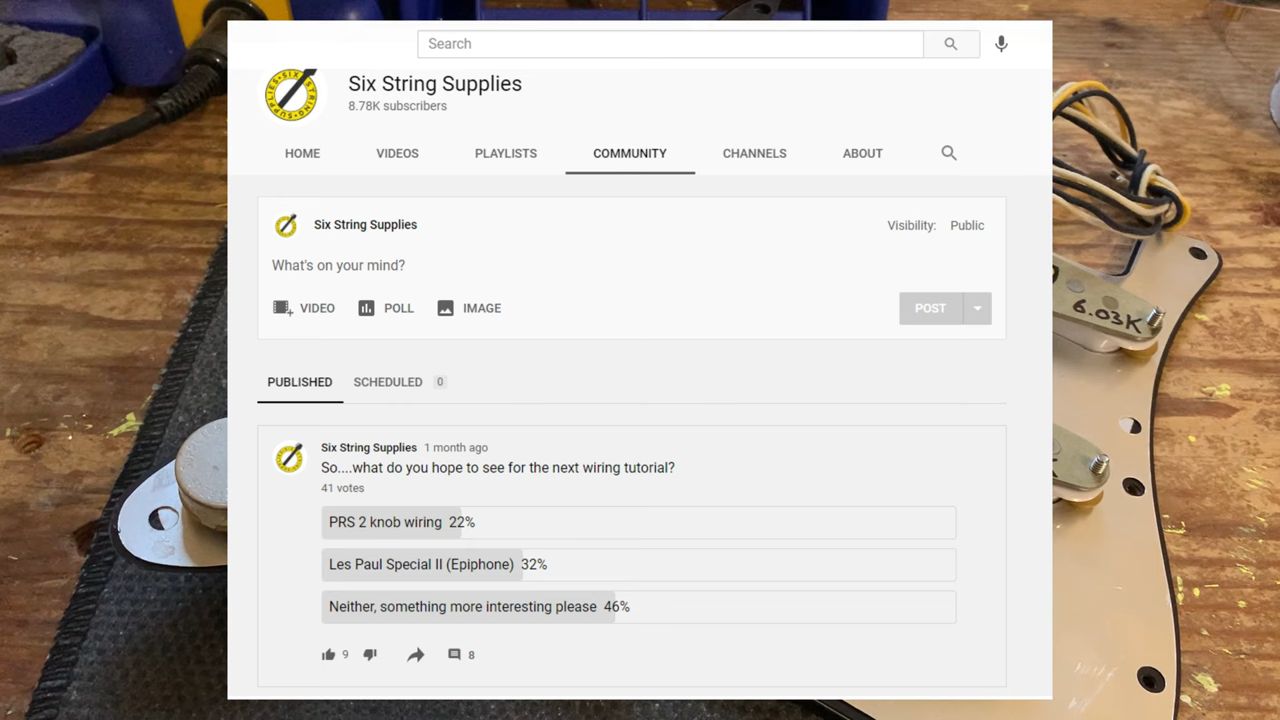 Search
Six String Supplies
8.78K subscribers
HOME VIDEOS PLAYLISTS COMMUNITY CHANNELS ABOUT
Six String Supplies Visibility: Public
What's on your mind?
VIDEO POLL IMAGE POST
PUBLISHED SCHEDULED 0
Six String Supplies 1 month ago
So....what do you hope to see for the next wiring tutorial?
41 votes
PRS 2 knob wiring 22%
Les Paul Special II (Epiphone) 32%
Neither, something more interesting please 46%
9 8
SIX STRING SUPPLIES
6.03K